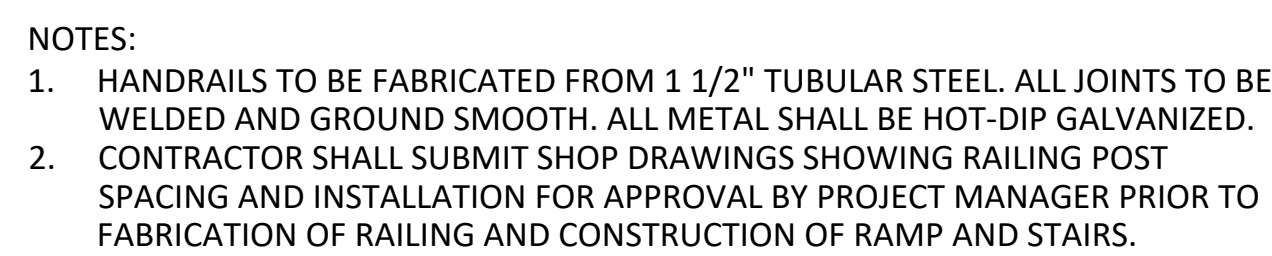 NOTES:
1. HANDRAILS TO BE FABRICATED FROM 1 1/2" TUBULAR STEEL. ALL JOINTS TO BE
WELDED AND GROUND SMOOTH. ALL METAL SHALL BE HOT-DIP GALVANIZED.
2. CONTRACTOR SHALL SUBMIT SHOP DRAWINGS SHOWING RAILING POST
SPACING AND INSTALLATION FOR APPROVAL BY PROJECT MANAGER PRIOR TO
FABRICATION OF RAILING AND CONSTRUCTION OF RAMP AND STAIRS.